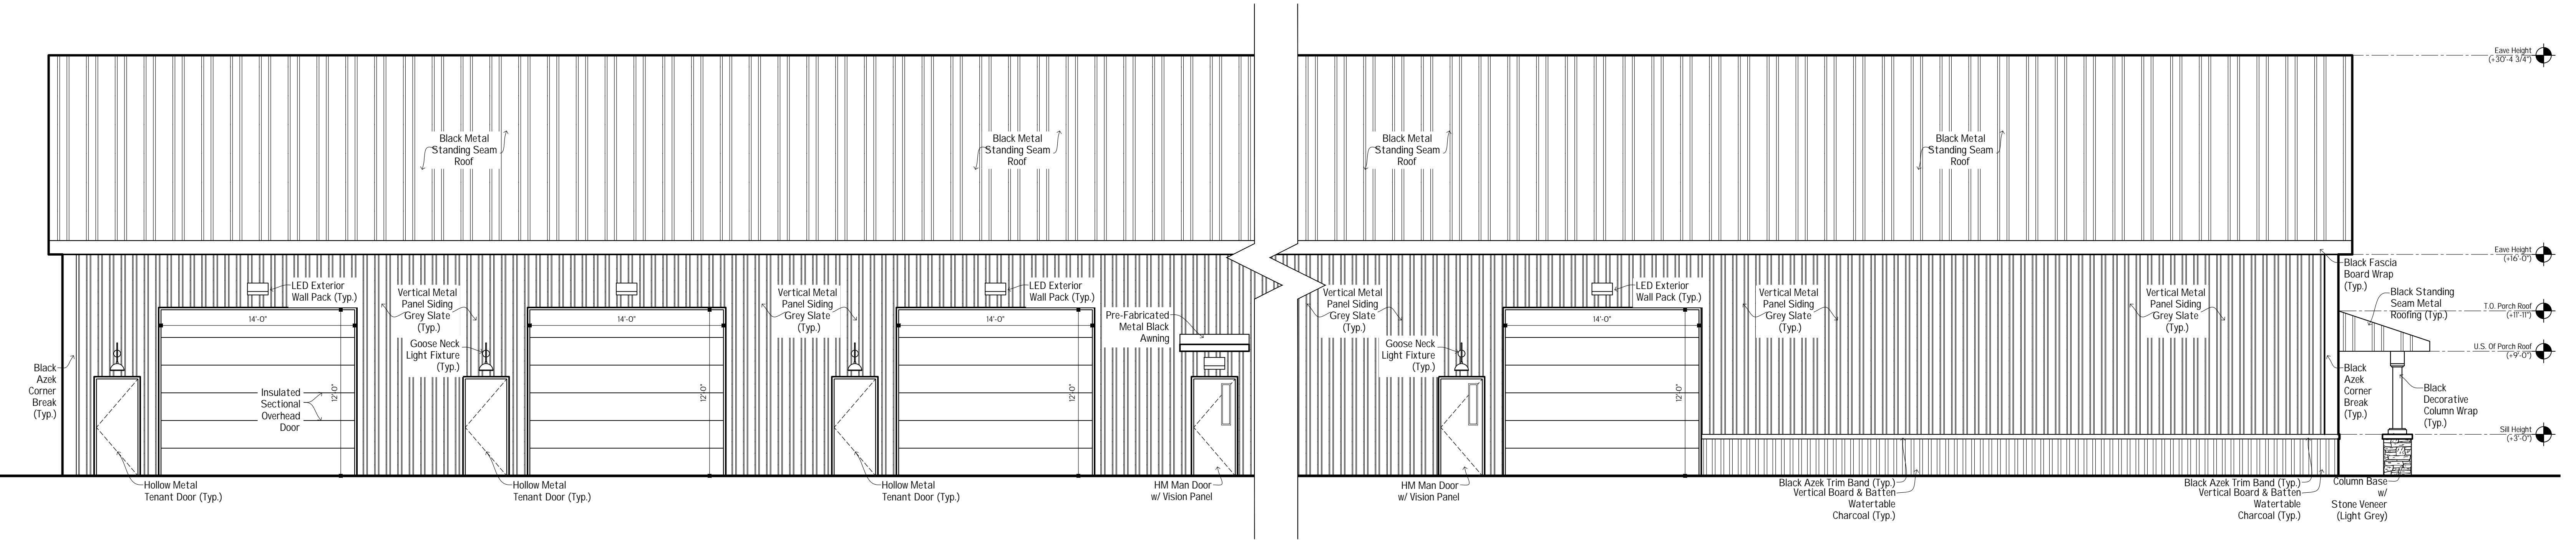 Eave Height
(+30'-4 3/4")
Black Metal
Standing Seam
Roof
Black Metal
Standing Seam
Roof
Black Metal
Standing Seam
Roof
Black Metal
Standing Seam
Roof
Eave Height
(+16'-0")
Black Fascia
Board Wrap
(Typ.)
LED Exterior
Wall Pack (Typ.)
Vertical Metal
Panel Siding
Grey Slate
(Typ.)
Vertical Metal
Panel Siding
Grey Slate
(Typ.)
LED Exterior
Wall Pack (Typ.)
Pre-Fabricated
Metal Black
Awning
Vertical Metal
Panel Siding
Grey Slate
(Typ.)
LED Exterior
Wall Pack (Typ.)
Vertical Metal
Panel Siding
Grey Slate
(Typ.)
Vertical Metal
Panel Siding
Grey Slate
(Typ.)
Black Standing
Seam Metal
Roofing (Typ.)
T.O. Porch Roof
(+11'-11")
14'-0"
14'-0"
14'-0"
14'-0"
Goose Neck
Light Fixture
(Typ.)
Goose Neck
Light Fixture
(Typ.)
U.S. Of Porch Roof
(+9'-0")
Black
Azek
Corner
Break
(Typ.)
Insulated
Sectional
Overhead
Door
12'-0"
12'-0"
12'-0"
12'-0"
Black
Azek
Corner
Break
(Typ.)
Black
Decorative
Column Wrap
(Typ.)
Sill Height
(+3'-0")
Hollow Metal
Tenant Door (Typ.)
Hollow Metal
Tenant Door (Typ.)
Hollow Metal
Tenant Door (Typ.)
HM Man Door
w/ Vision Panel
HM Man Door
w/ Vision Panel
Black Azek Trim Band (Typ.)
Vertical Board & Batten
Watertable
Charcoal (Typ.)
Black Azek Trim Band (Typ.)
Vertical Board & Batten
Watertable
Charcoal (Typ.)
Column Base
w/
Stone Veneer
(Light Grey)